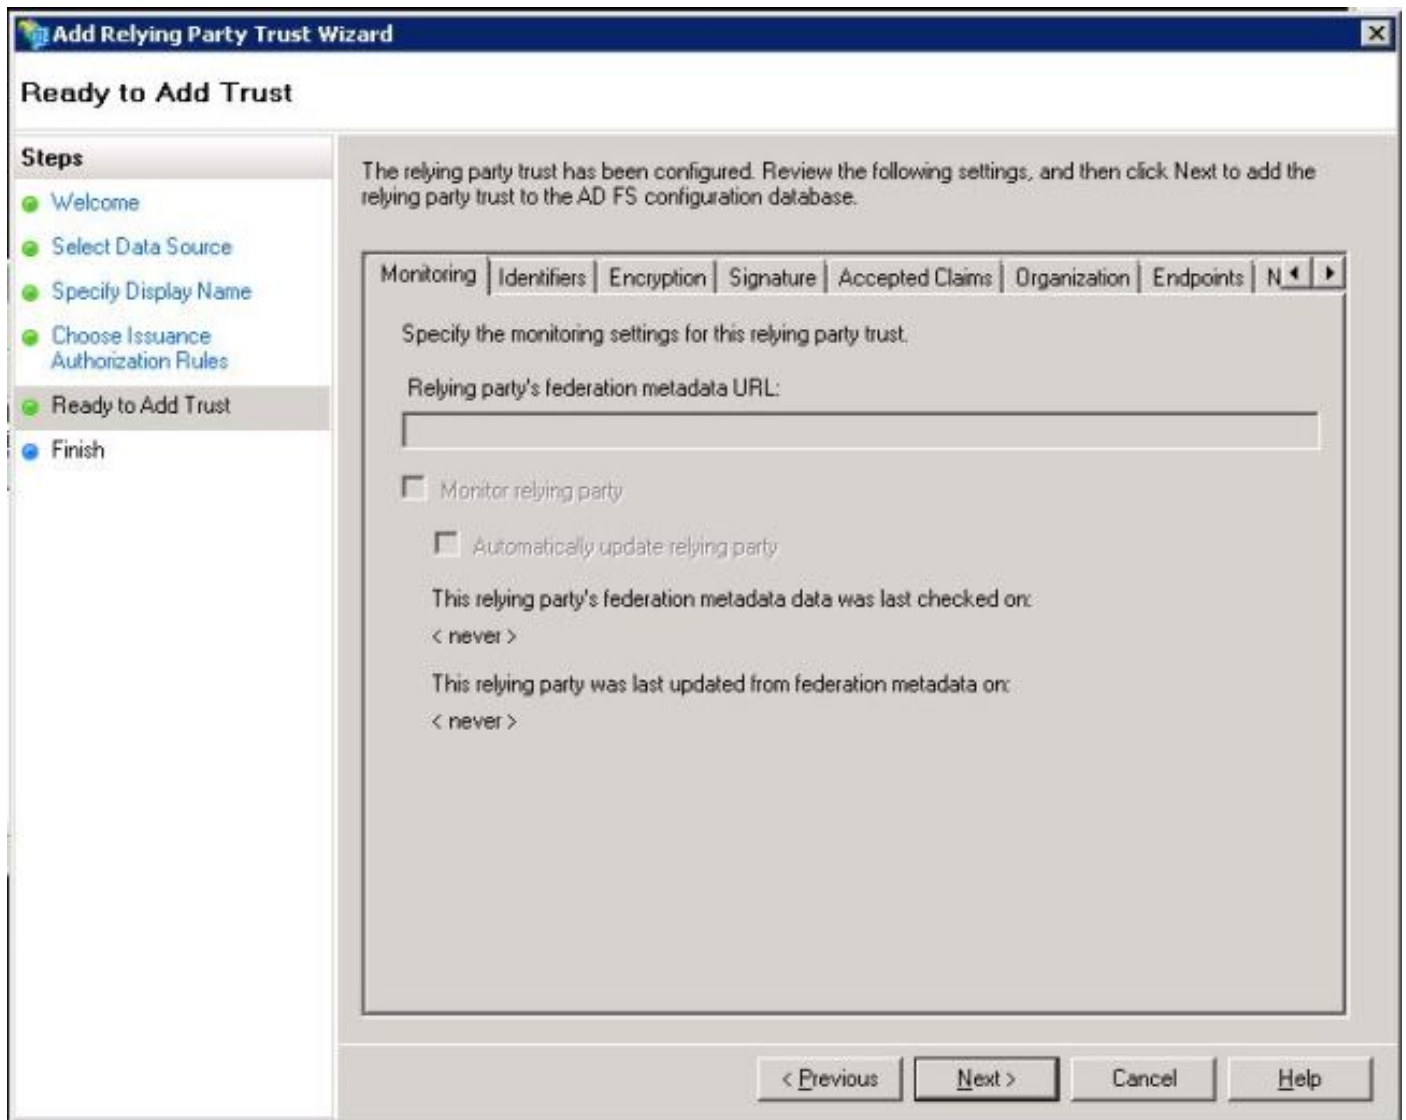 Add Relying Party Trust Wizard
Ready to Add Trust
Steps
Welcome
Select Data Source
Specify Display Name
Choose Issuance
Authorization Rules
Ready to Add Trust
Finish
The relying party trust has been configured. Review the following settings, and then click Next to add the
relying party trust to the AD FS configuration database.
Monitoring Identifiers Encryption Signature Accepted Claims Organization Endpoints N
Specify the monitoring settings for this relying party trust.
Relying party's federation metadata URL:
Monitor relying party
Automatically update relying party
This relying party's federation metadata data was last checked on:
< never >
This relying party was last updated from federation metadata on:
< never >
< Previous Next > Cancel Help